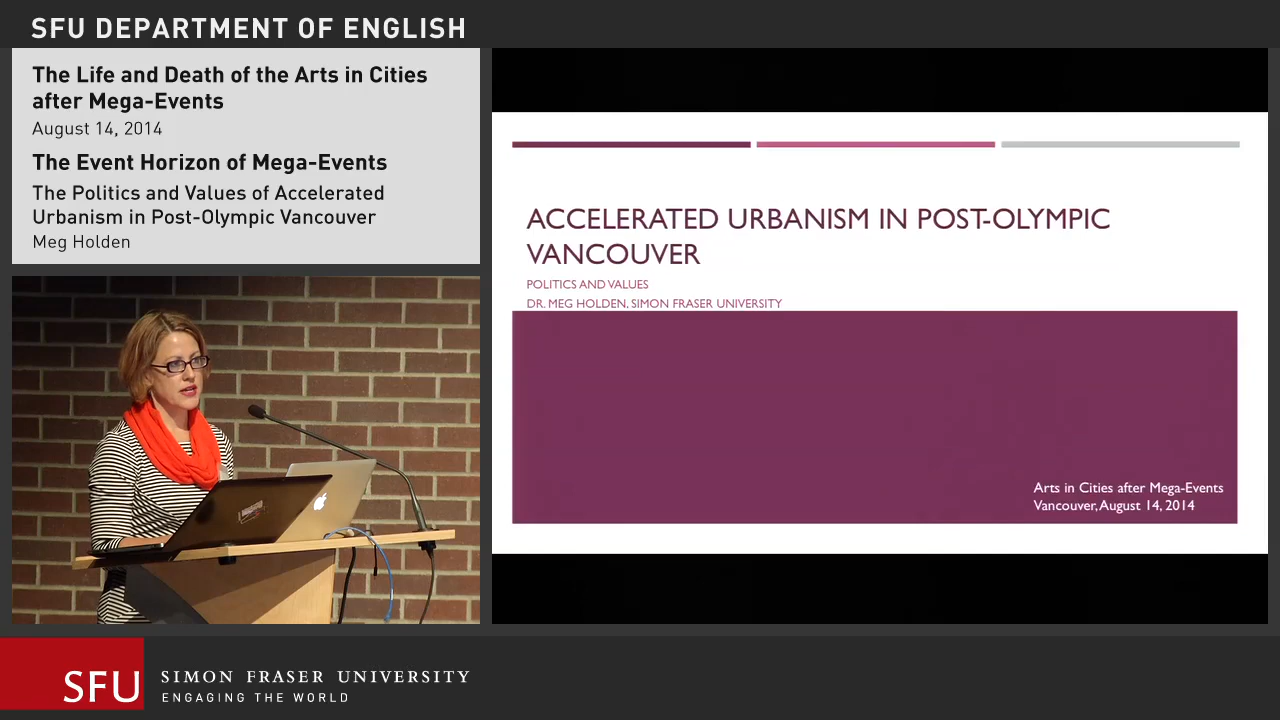 SFU DEPARTMENT OF ENGLISH
The Life and Death of the Arts in Cities
after Mega-Events
August 14, 2014
The Event Horizon of Mega-Events
The Politics and Values of Accelerated
Urbanism in Post-Olympic Vancouver
Meg Holden
ACCELERATED URBANISM IN POST-OLYMPIC
VANCOUVER
POLITICS AND VALUES
DR. MEG HOLDEN, SIMON FRASER UNIVERSITY
Arts in Cities after Mega-Events
Vancouver, August 14, 2014
SFU
SIMON FRASER UNIVERSITY
ENGAGING THE WORLD